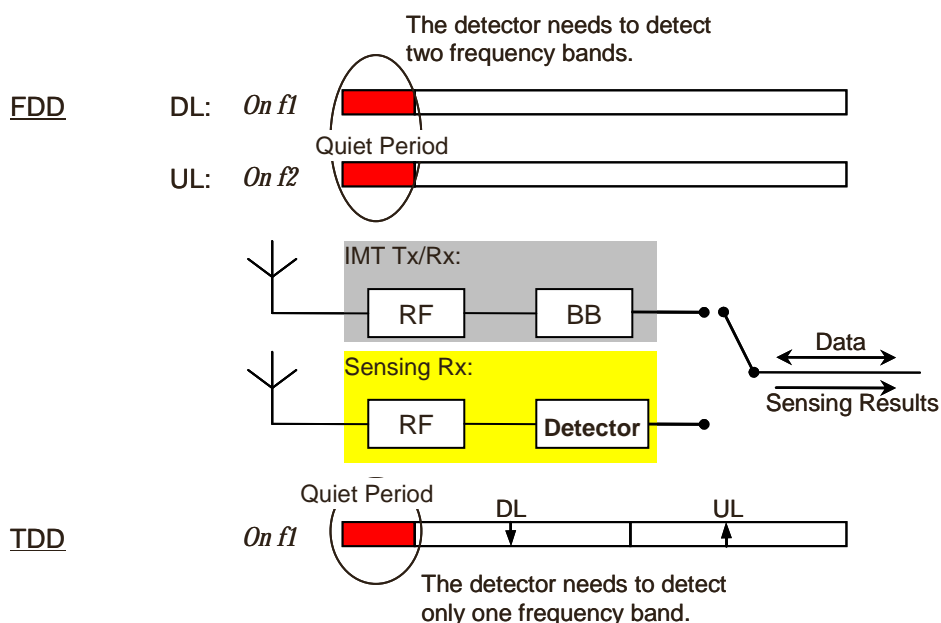 The detector needs to detect
two frequency bands.
FDD DL: On f1
Quiet Period
UL: On f2
IMT Tx/Rx:
RF BB
Data
Sensing Rx:
Sensing Results
RF Detector
Quiet Period
DL UL
TDD On f1
The detector needs to detect
only one frequency band.